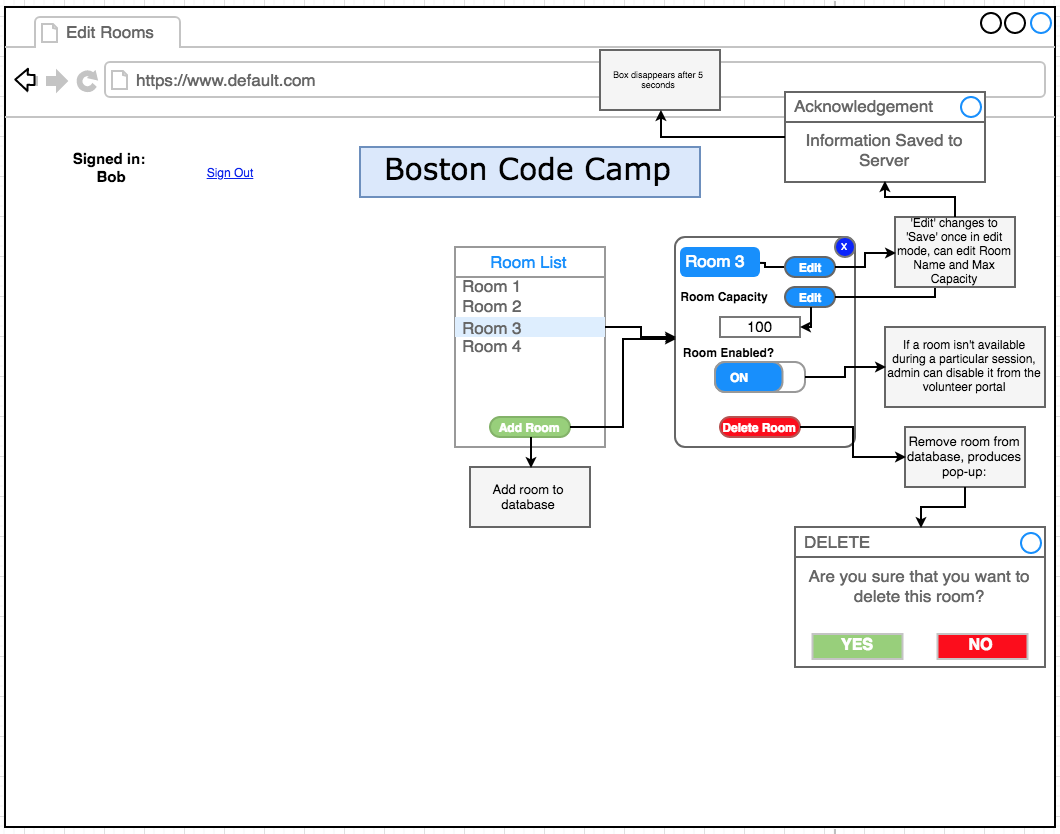 Edit Rooms
https://www.default.com
Box disappears after 5
seconds
Acknowledgement
Information Saved to
Server
Signed in:
Bob
Sign Out
Boston Code Camp
'Edit' changes to
'Save' once in edit
mode, can edit Room
Name and Max
Capacity
Room List
Room 1
Room 2
Room 3
Room 4
Add Room
Add room to
database
X
Room 3
Edit
Room Capacity
Edit
100
Room Enabled?
ON
Delete Room
If a room isn't available
during a particular session,
admin can disable it from the
volunteer portal
Remove room from
database, produces
pop-up:
DELETE
Are you sure that you want to
delete this room?
YES
NO